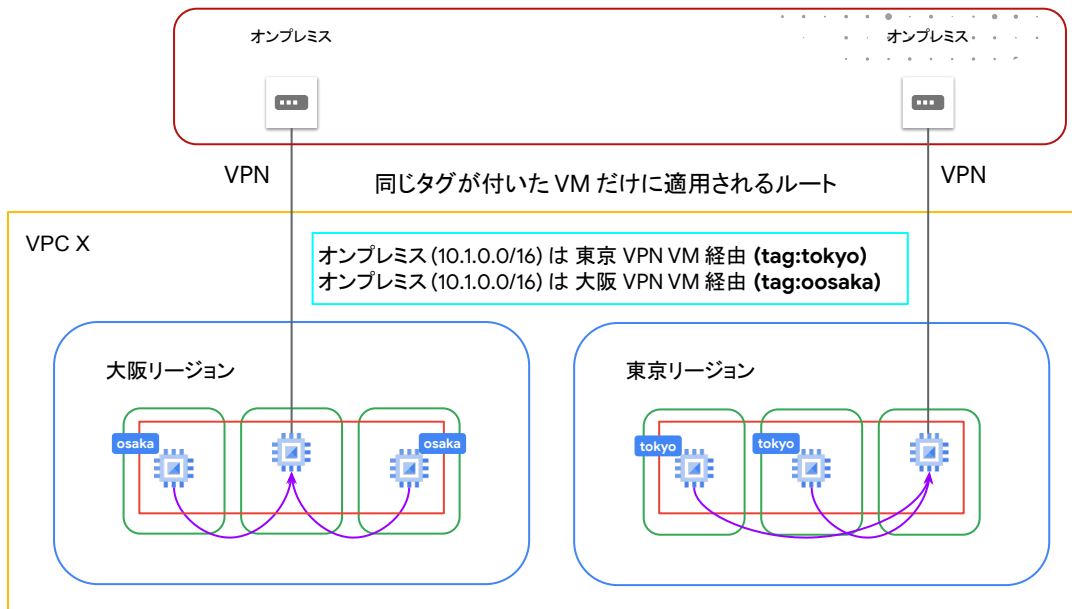 オンプレミス
オンプレミス
VPN
VPN
同じタグが付いた VM だけに適用されるルート
VPC X
オンプレミス (10.1.0.0/16) は 東京 VPN VM 経由 (tag:tokyo)
オンプレミス (10.1.0.0/16) は 大阪 VPN VM 経由 (tag:oosaka)
大阪リージョン
東京リージョン
osaka
osaka
tokyo
tokyo